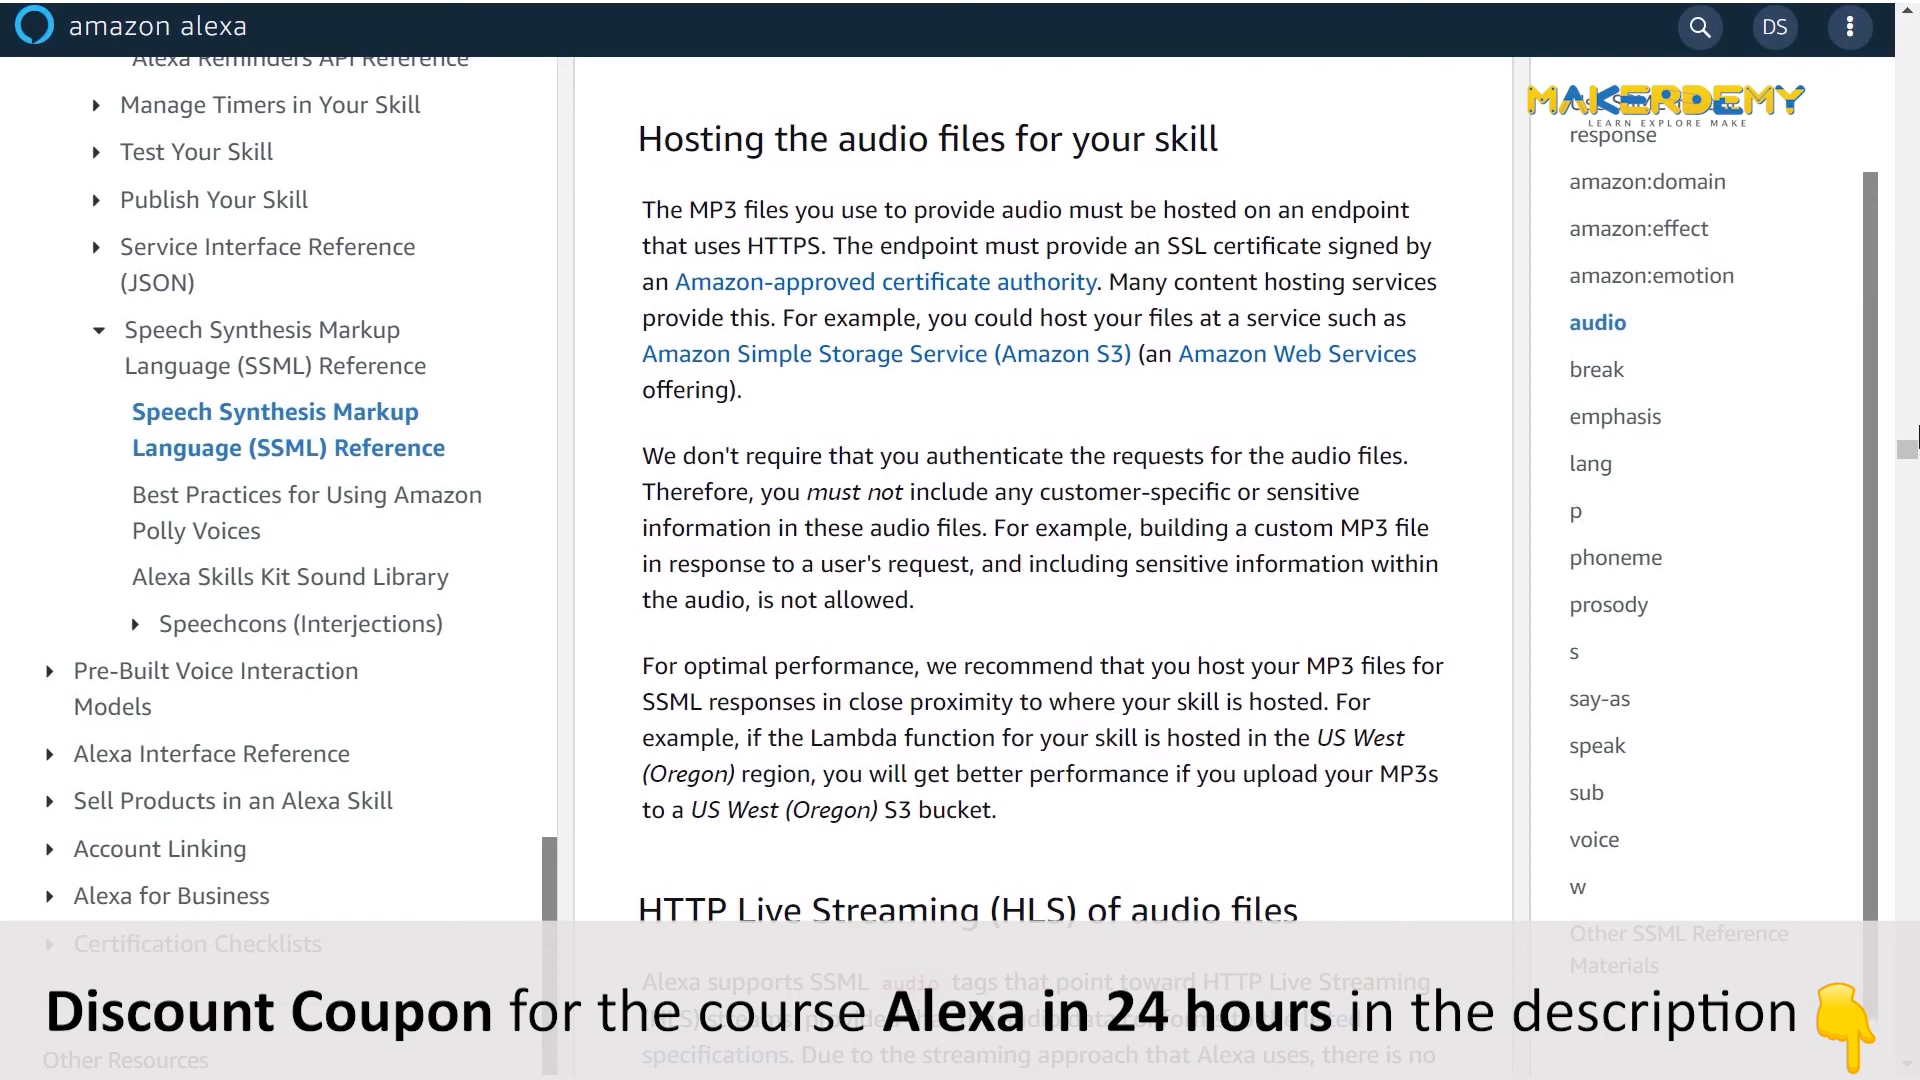 amazon alexa
DS
Alexa Reminders API Reference
Manage Timers in Your Skill
Test Your Skill
Publish Your Skill
Service Interface Reference
(JSON)
Speech Synthesis Markup
Language (SSML) Reference
Speech Synthesis Markup
Language (SSML) Reference
Best Practices for Using Amazon
Polly Voices
Alexa Skills Kit Sound Library
Speechcons (Interjections)
Pre-Built Voice Interaction
Models
Alexa Interface Reference
Sell Products in an Alexa Skill
Account Linking
Alexa for Business
Certification Checklists
Other Resources
Hosting the audio files for your skill
The MP3 files you use to provide audio must be hosted on an endpoint
that uses HTTPS. The endpoint must provide an SSL certificate signed by
an Amazon-approved certificate authority. Many content hosting services
provide this. For example, you could host your files at a service such as
Amazon Simple Storage Service (Amazon S3) (an Amazon Web Services
offering).
We don't require that you authenticate the requests for the audio files.
Therefore, you must not include any customer-specific or sensitive
information in these audio files. For example, building a custom MP3 file
in response to a user's request, and including sensitive information within
the audio, is not allowed.
For optimal performance, we recommend that you host your MP3 files for
SSML responses in close proximity to where your skill is hosted. For
example, if the Lambda function for your skill is hosted in the US West
(Oregon) region, you will get better performance if you upload your MP3s
to a US West (Oregon) S3 bucket.
HTTP Live Streaming (HLS) of audio files
Alexa supports SSML audio tags that point toward HTTP Live Streaming
specifications. Due to the streaming approach that Alexa uses, there is no
MAKERDEMY
LEARN EXPLORE MAKE
response
amazon:domain
amazon:effect
amazon:emotion
audio
break
emphasis
lang
p
phoneme
prosody
s
say-as
speak
sub
voice
w
Other SSML Reference
Materials
Discount Coupon for the course Alexa in 24 hours in the description